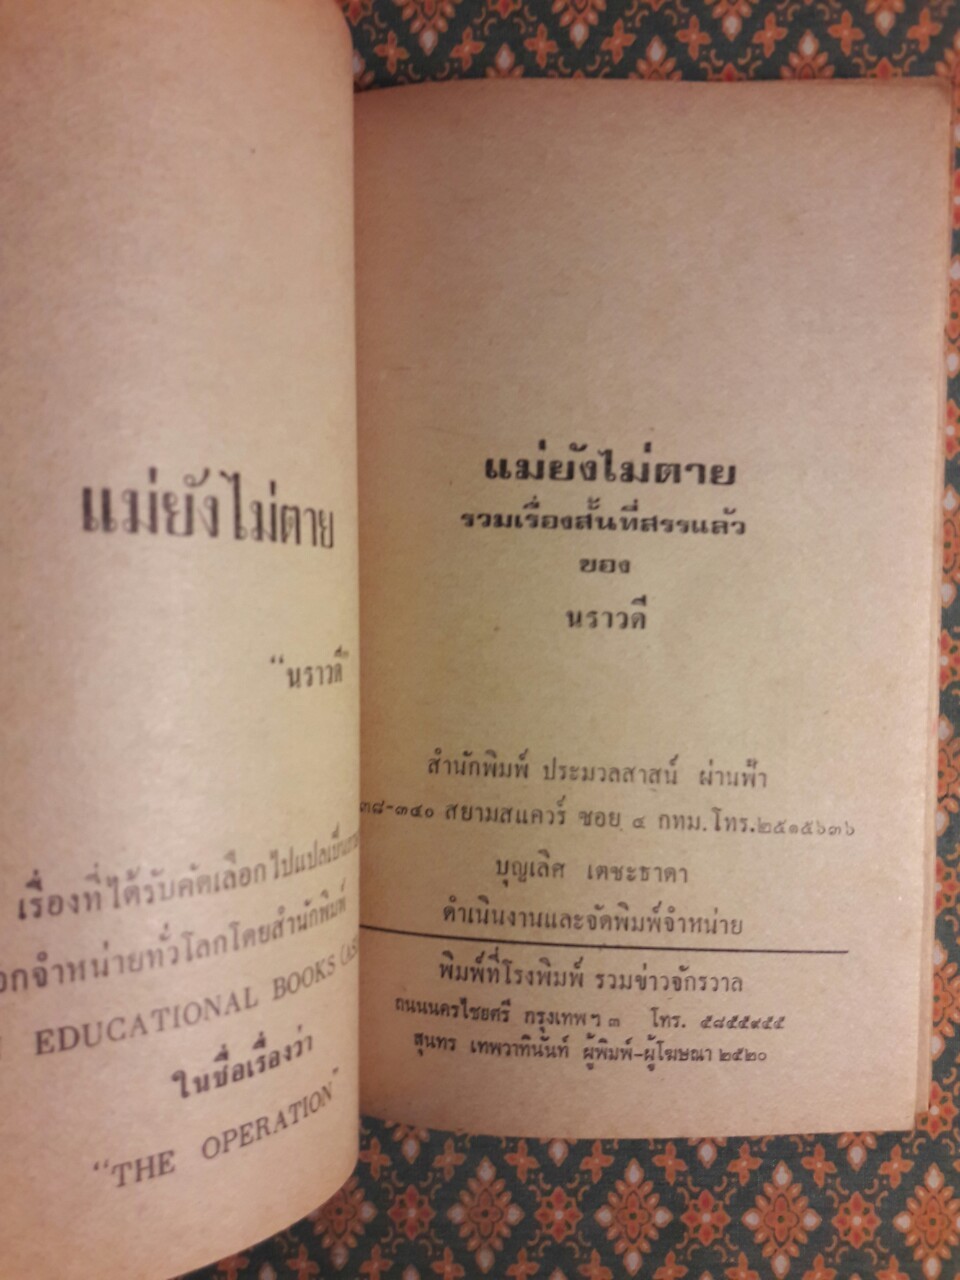 แม่ยังไม่ตาย
“นราวดี”
เรื่องที่ได้รับคัดเลือกไปแปลเป็น
จำหน่ายทั่วโลกโดยสำนักพิมพ์
EDUCATIONAL BOOKS
ในชื่อเรื่องว่า
“THE OPERATION”
แม่ยังไม่ตาย
รวมเรื่องสั้นที่สรรแล้ว
ของ
นราวดี
สำนักพิมพ์ ประมวลสาสน์ ผ่านฟ้า
๓๘-๓๔๐ สยามสแควร์ ซอย ๔ กทม.โทร.๒๕๑๕๖๓๖
บุญเลิศ เตชะธาดา
ดำเนินงานและจัดพิมพ์จำหน่าย
พิมพ์ที่โรงพิมพ์ รวมข่าวจักรวาล
ถนนนครไชยศรี กรุงเทพฯ ๓ โทร. ๕๘๕๕๙๕๕
สุนทร เทพวาทินันท์ ผู้พิมพ์-ผู้โฆษณา ๒๕๒๐